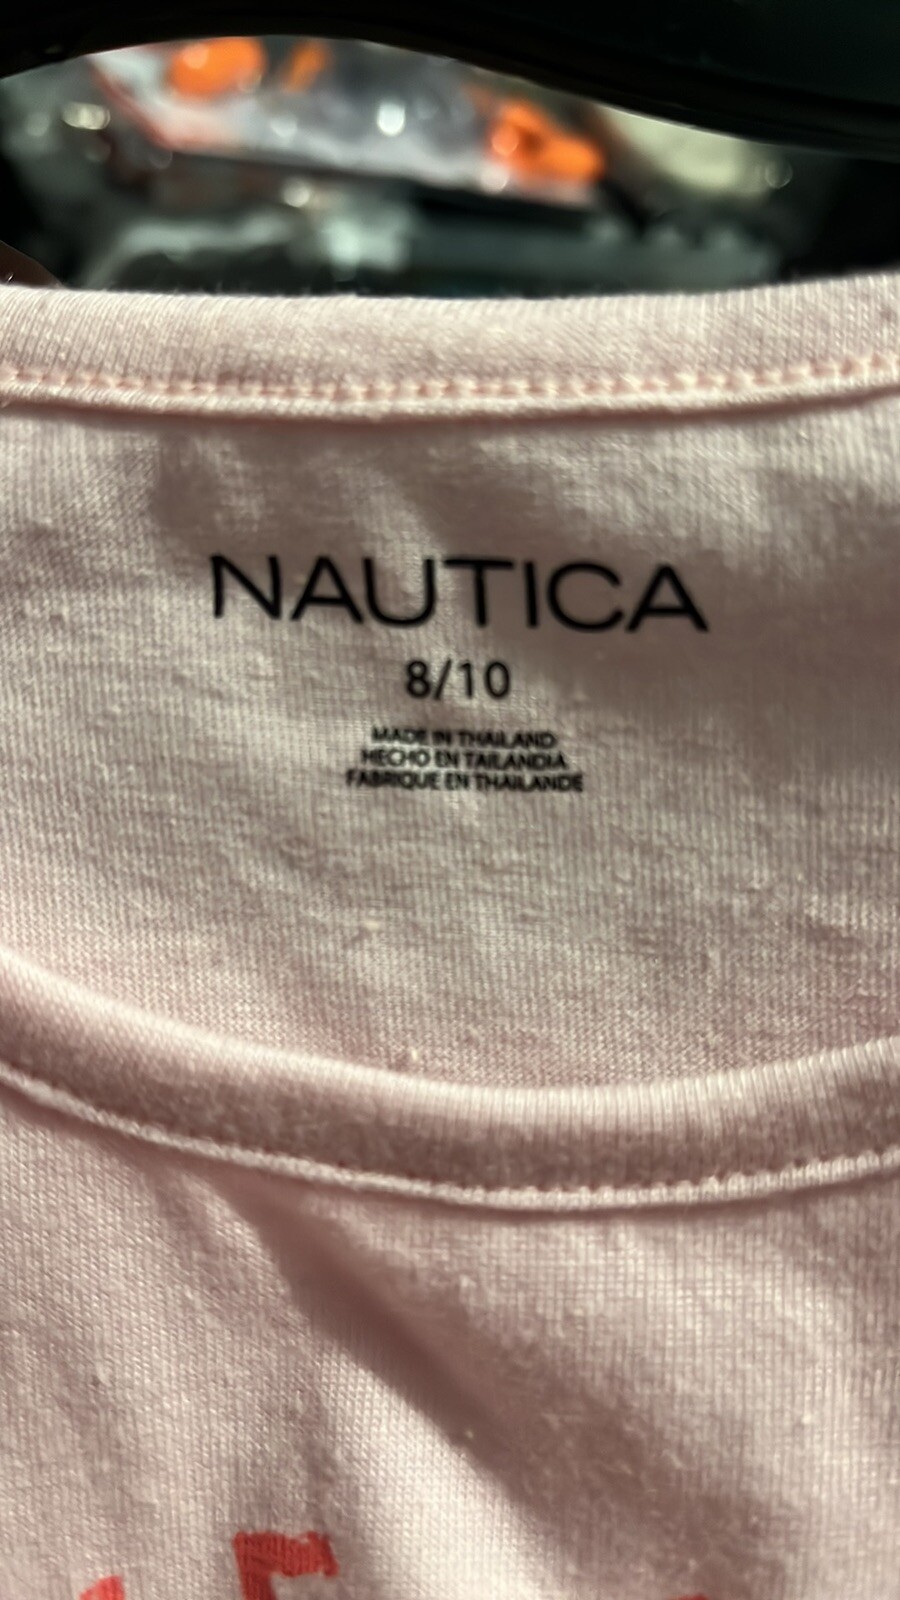 NAUTICA
8/10
MADE IN THAILAND
HECHO EN TAILANDIA
FABRIQUE EN THAILANDE